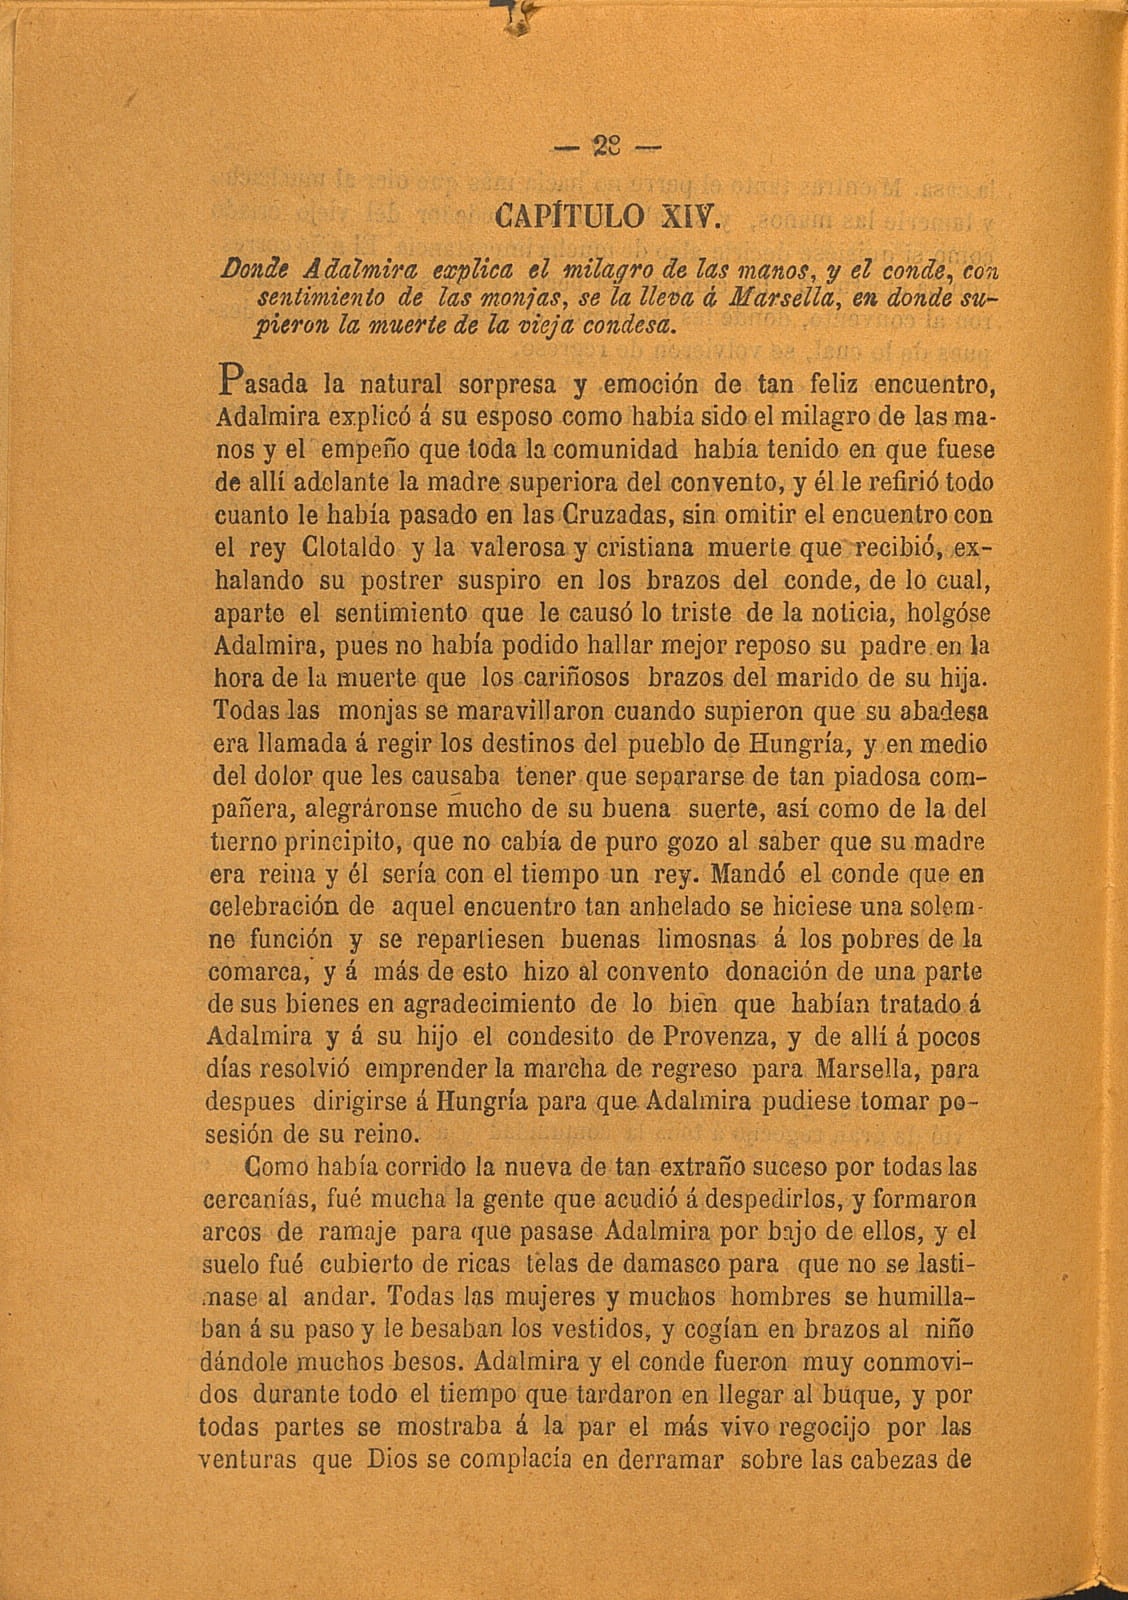 — 28 —
CAPÍTULO XIV.
Donde Adalmira explica el milagro de las manos, y el conde, con
sentimiento de las monjas, se la lleva á Marsella, en donde su-
pieron la muerte de la vieja condesa.
Pasada la natural sorpresa y emoción de tan feliz encuentro,
Adalmira explicó á su esposo como había sido el milagro de las ma-
nos y el empeño que toda la comunidad había tenido en que fuese
de allí adelante la madre superiora del convento, y él le refirió todo
cuanto le había pasado en las Cruzadas, sin omitir el encuentro con
el rey Clotaldo y la valerosa y cristiana muerte que recibió, ex-
halando su postrer suspiro en los brazos del conde, de lo cual,
aparte el sentimiento que le causó lo triste de la noticia, holgóse
Adalmira, pues no había podido hallar mejor reposo su padre en la
hora de la muerte que los cariñosos brazos del marido de su hija.
Todas las monjas se maravillaron cuando supieron que su abadesa
era llamada á regir los destinos del pueblo de Hungría, y en medio
del dolor que les causaba tener que separarse de tan piadosa com-
pañera, alegráronse mucho de su buena suerte, así como de la del
tierno principito, que no cabía de puro gozo al saber que su madre
era reina y él sería con el tiempo un rey. Mandó el conde que en
celebración de aquel encuentro tan anhelado se hiciese una solem-
ne función y se repartiesen buenas limosnas á los pobres de la
comarca, y á más de esto hizo al convento donación de una parte
de sus bienes en agradecimiento de lo bien que habían tratado á
Adalmira y á su hijo el condesito de Provenza, y de allí á pocos
días resolvió emprender la marcha de regreso para Marsella, para
despues dirigirse á Hungría para que Adalmira pudiese tomar po-
sesión de su reino.
Como había corrido la nueva de tan extraño suceso por todas las
cercanías, fué mucha la gente que acudió á despedirlos, y formaron
arcos de ramaje para que pasase Adalmira por bajo de ellos, y el
suelo fué cubierto de ricas telas de damasco para que no se lasti-
mase al andar. Todas las mujeres y muchos hombres se humilla-
ban á su paso y le besaban los vestidos, y cogían en brazos al niño
dándole muchos besos. Adalmira y el conde fueron muy conmovi-
dos durante todo el tiempo que tardaron en llegar al buque, y por
todas partes se mostraba á la par el más vivo regocijo por las
venturas que Dios se complacía en derramar sobre las cabezas de